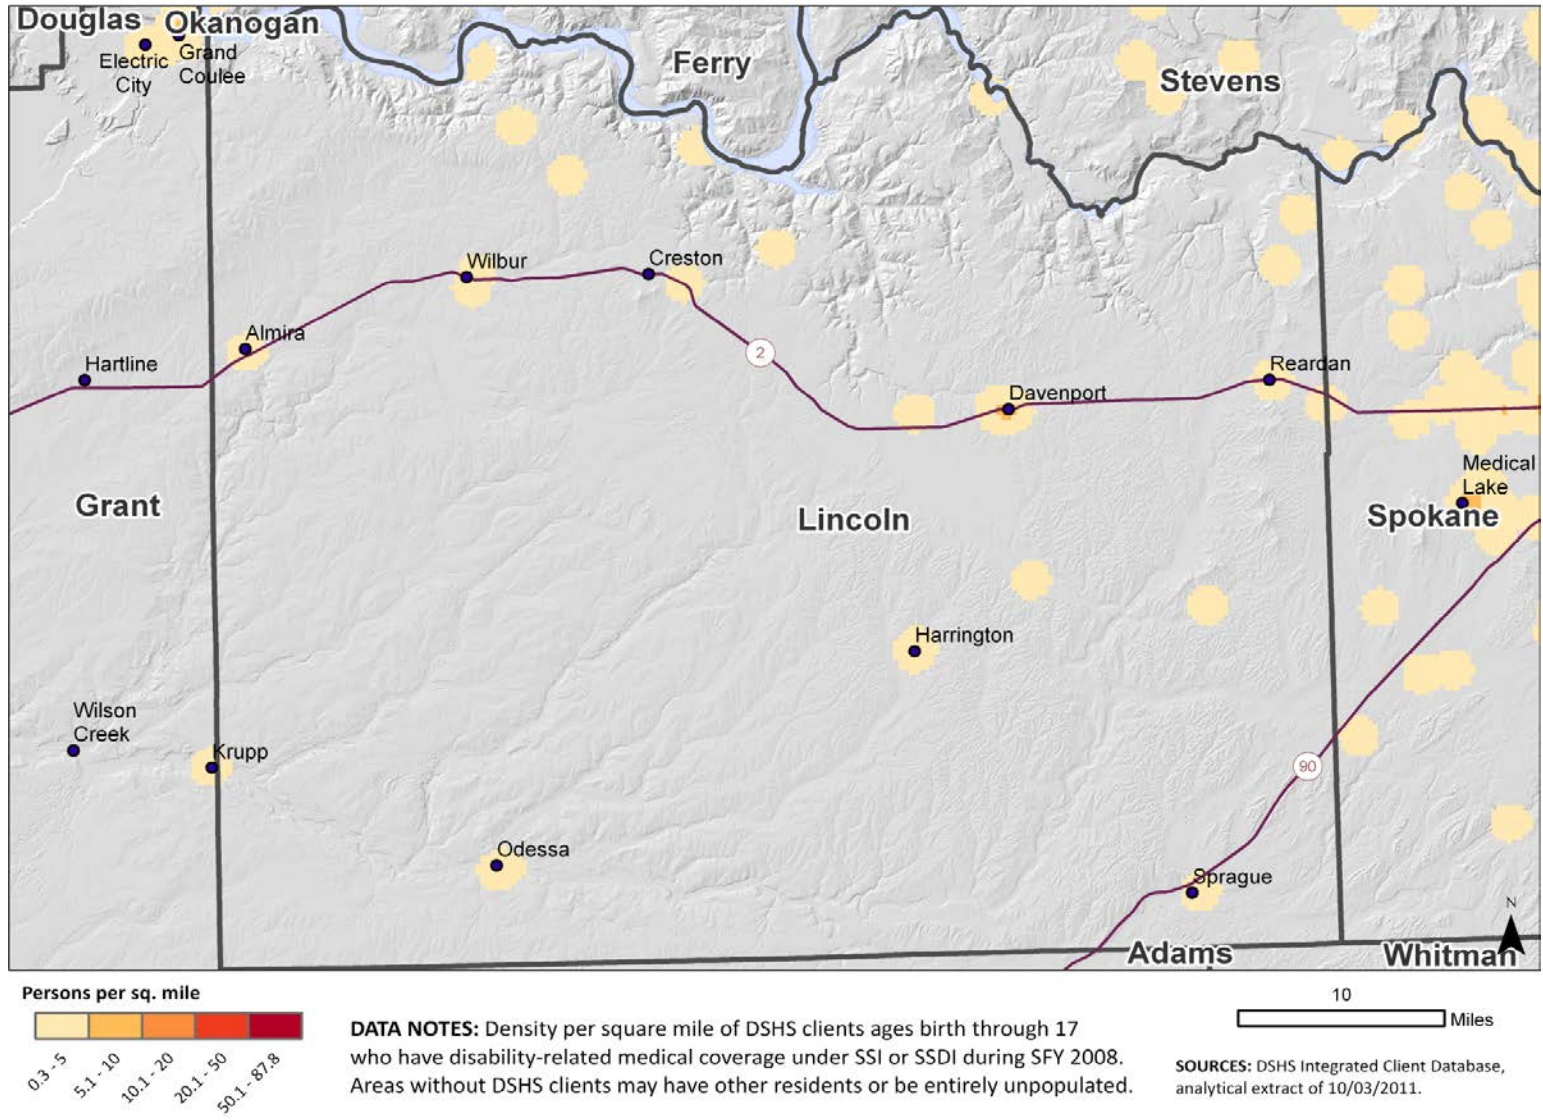 Douglas
Okanogan
Electric
City
Grand
Coulee
Ferry
Stevens
Wilbur
Creston
Almira
Hartline
2
Reardan
Davenport
Medical
Lake
Grant
Lincoln
Spokane
Harrington
Wilson
Creek
Krupp
90
Odessa
Sprague
N
Adams
Whitman
Persons per sq. mile
0.3 - 5
5.1 - 10
10.1 - 20
20.1 - 50
50.1 - 87.8
DATA NOTES: Density per square mile of DSHS clients ages birth through 17
who have disability-related medical coverage under SSI or SSDI during SFY 2008.
Areas without DSHS clients may have other residents or be entirely unpopulated.
10
Miles
SOURCES: DSHS Integrated Client Database,
analytical extract of 10/03/2011.